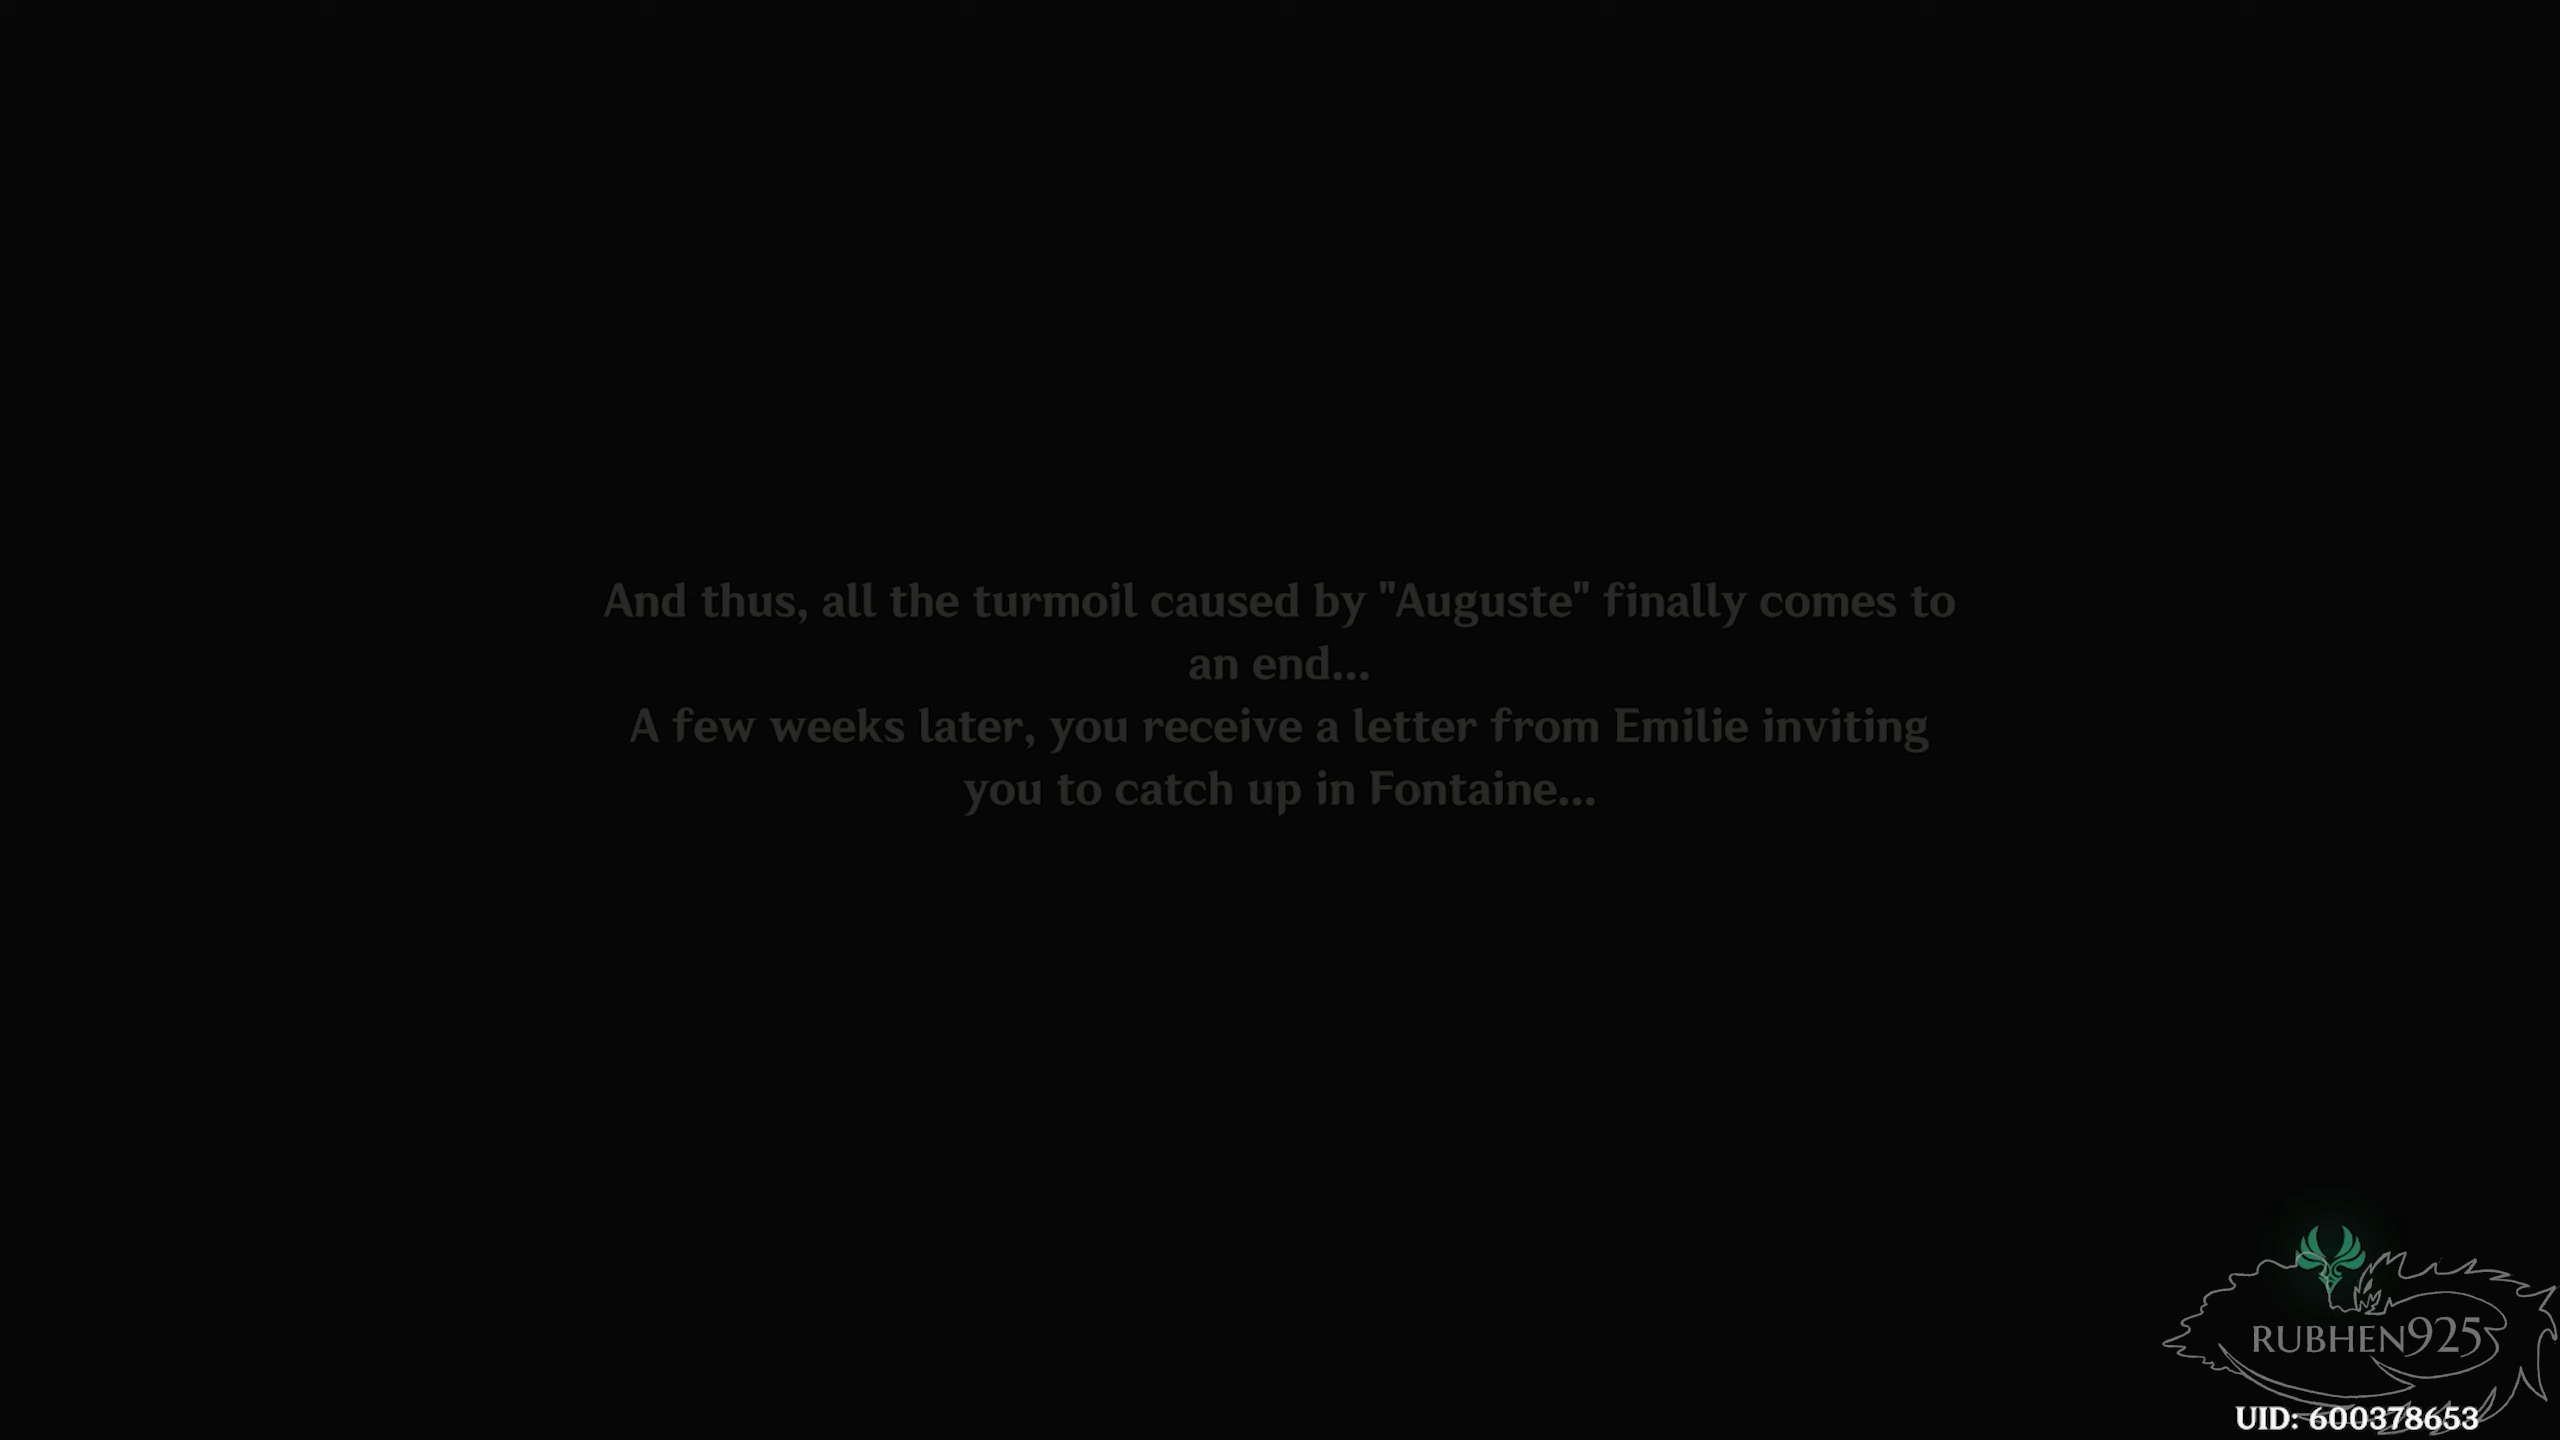 And thus, all the turmoil caused by "Auguste" finally comes to
an end...
A few weeks later, you receive a letter from Emilie inviting
you to catch up in Fontaine...
RUBHEN925
UID: 600378653